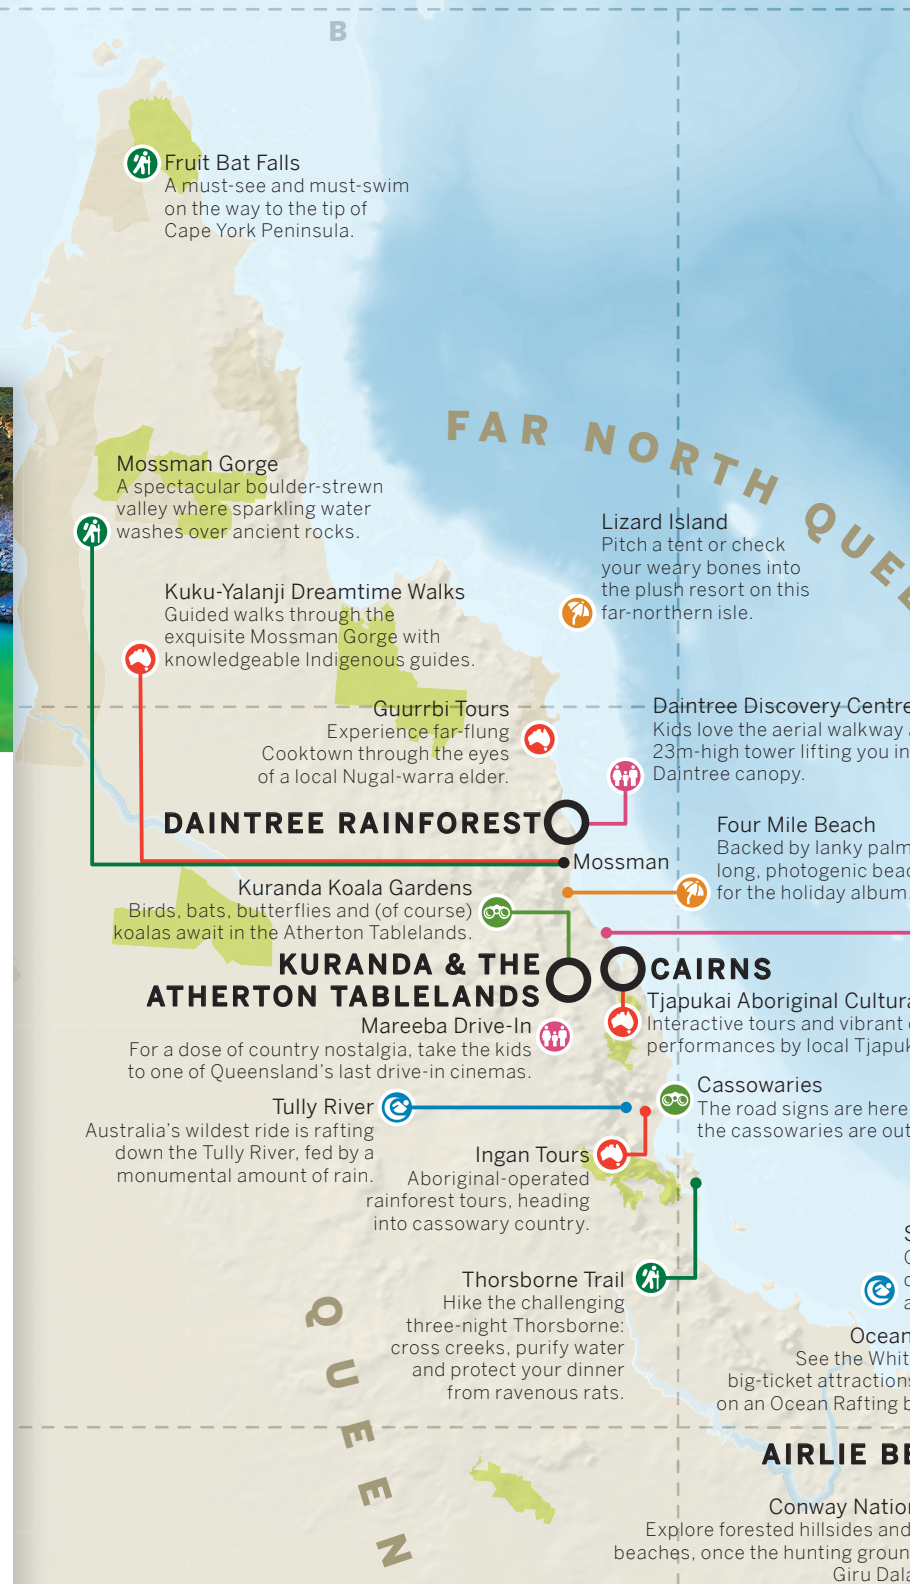 B
Fruit Bat Falls
A must-see and must-swim
on the way to the tip of
Cape York Peninsula.
FAR NORTH QUEE
Mossman Gorge
A spectacular boulder-strewn
valley where sparkling water
washes over ancient rocks.
Lizard Island
Pitch a tent or check
your weary bones into
the plush resort on this
far-northern isle.
Kuku-Yalanji Dreamtime Walks
Guided walks through the
exquisite Mossman Gorge with
knowledgeable Indigenous guides.
Guurrbi Tours
Experience far-flung
Cooktown through the eyes
of a local Nugal-warra elder.
Daintree Discovery Centre
Kids love the aerial walkway
23m-high tower lifting you in
Daintree canopy.
DAINTREE RAINFOREST
Four Mile Beach
Backed by lanky palm
long, photogenic beac
for the holiday album
Mossman
Kuranda Koala Gardens
Birds, bats, butterflies and (of course)
koalas await in the Atherton Tablelands.
KURANDA & THE
ATHERTON TABLELANDS
CAIRNS
Tjapukai Aboriginal Cultura
Interactive tours and vibrant
performances by local Tjapuk
Mareeba Drive-In
For a dose of country nostalgia, take the kids
to one of Queensland's last drive-in cinemas.
Cassowaries
The road signs are here
the cassowaries are out
Tully River
Australia's wildest ride is rafting
down the Tully River, fed by a
monumental amount of rain.
Ingan Tours
Aboriginal-operated
rainforest tours, heading
into cassowary country.
Thorsborne Trail
Hike the challenging
three-night Thorsborne:
cross creeks, purify water
and protect your dinner
from ravenous rats.
Ocean
See the Whit
big-ticket attractions
on an Ocean Rafting b
QUEEN
AIRLIE BE
Conway Nation
Explore forested hillsides and
beaches, once the hunting groun
Giru Dala